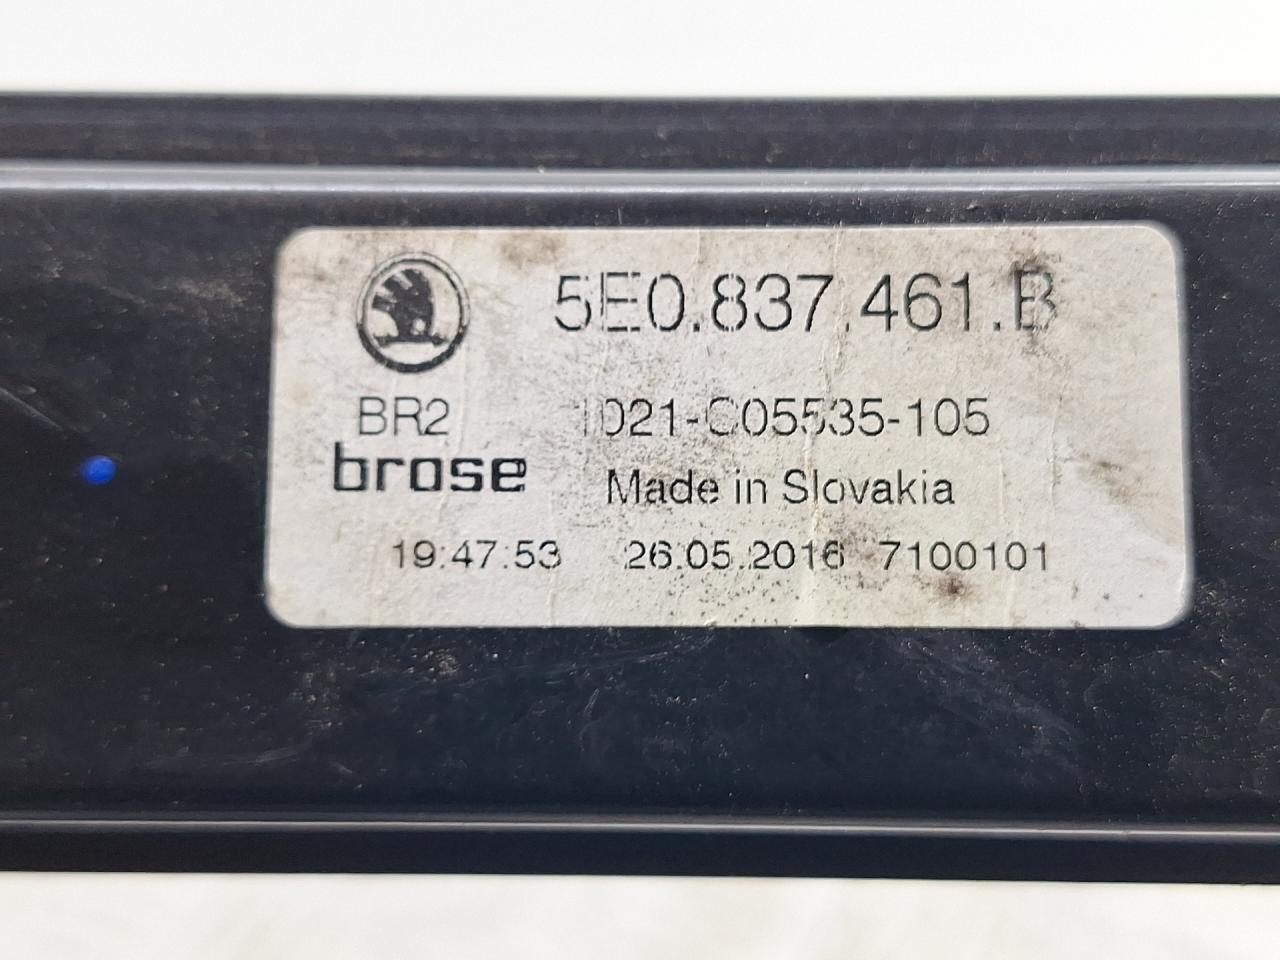 5E0.837.461.B
BR2 1021-C05535-105
brose Made in Slovakia
19:47:53 26.05.2016 7100101